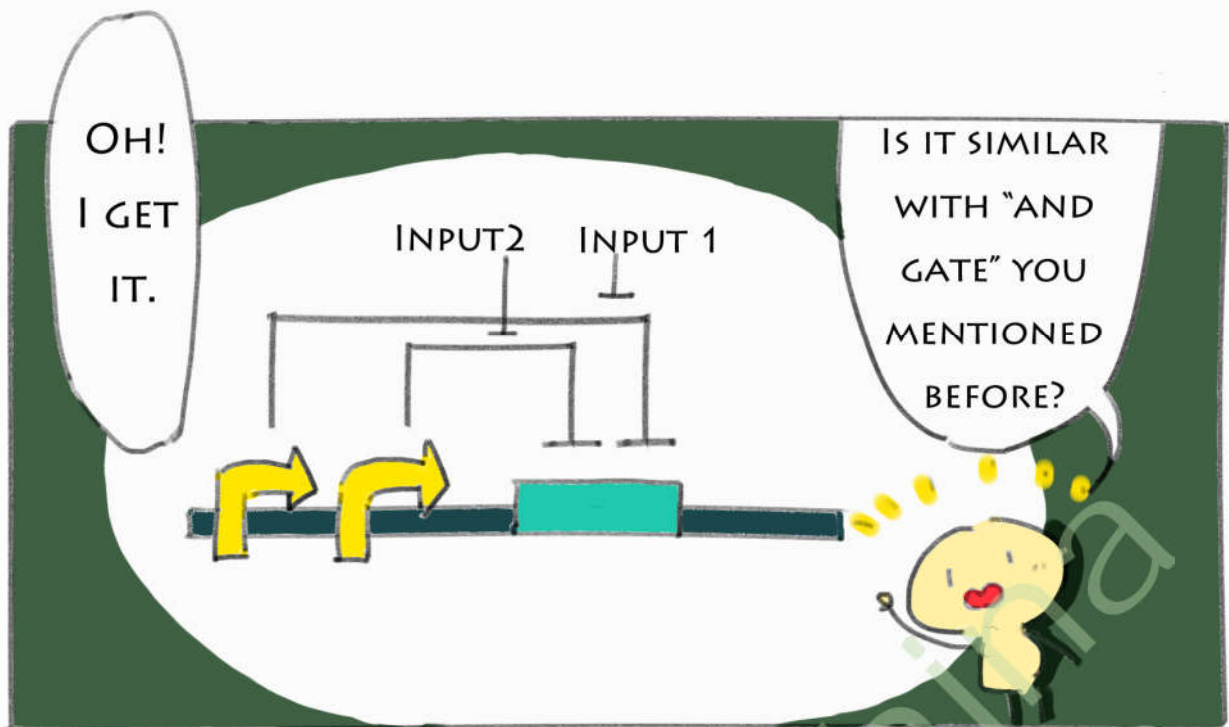 OH!
I GET
IT.
INPUT2
INPUT 1
IS IT SIMILAR
WITH “AND
GATE” YOU
MENTIONED
BEFORE?